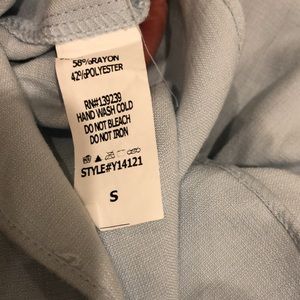 58%RAYON
42%POLYESTER
RN#139239
HAND WASH COLD
DO NOT BLEACH
DO NOT IRON
STYLE#Y14121
S